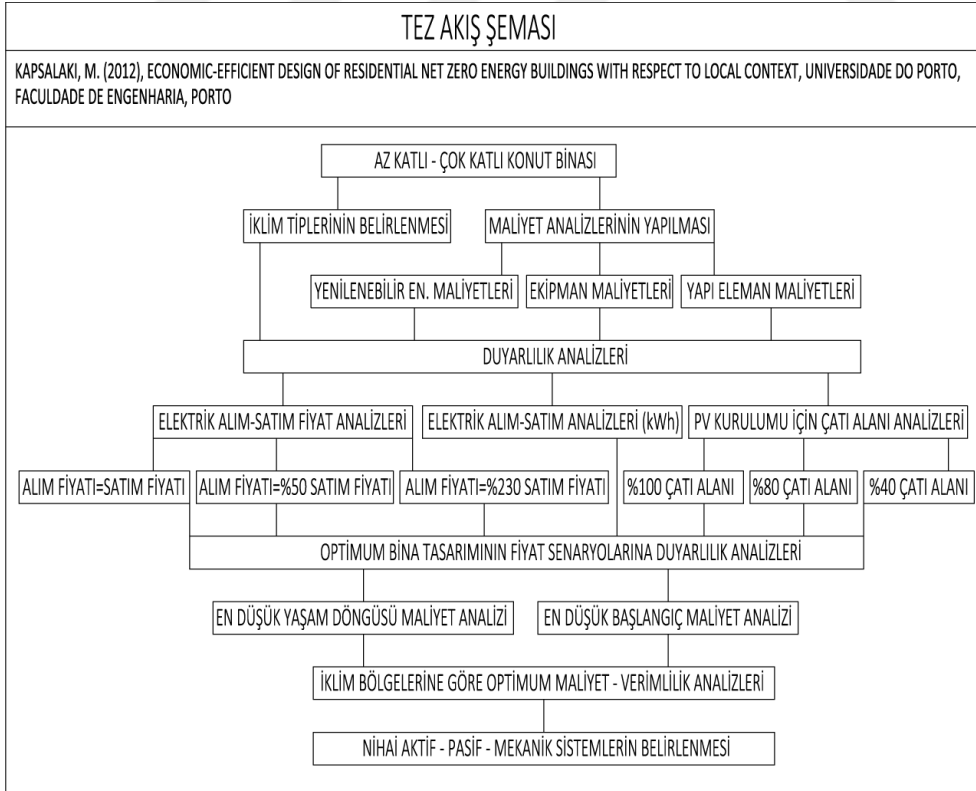 TEZ AKIŞ ŞEMASI
KAPSALAKI, M. (2012), ECONOMIC-EFFICIENT DESIGN OF RESIDENTIAL NET ZERO ENERGY BUILDINGS WITH RESPECT TO LOCAL CONTEXT, UNIVERSIDADE DO PORTO,
FACULDADE DE ENGENHARIA, PORTO
AZ KATLI - ÇOK KATLI KONUT BİNASI
İKLİM TİPLERİNİN BELİRLENMESİ
MALİYET ANALİZLERİNİN YAPILMASI
YENİLENEBİLİR EN. MALİYETLERİ
EKİPMAN MALİYETLERİ
YAPI ELEMAN MALİYETLERİ
DUYARLILIK ANALİZLERİ
ELEKTRİK ALIM-SATIM FİYAT ANALİZLERİ
ELEKTRİK ALIM-SATIM ANALİZLERİ (kWh)
PV KURULUMU İÇİN ÇATI ALANI ANALİZLERİ
ALIM FİYATI=SATIM FİYATI
ALIM FİYATI=%50 SATIM FİYATI
ALIM FİYATI=%230 SATIM FİYATI
%100 ÇATI ALANI
%80 ÇATI ALANI
%40 ÇATI ALANI
OPTİMUM BİNA TASARIMININ FİYAT SENARYOLARINA DUYARLILIK ANALİZLERİ
EN DÜŞÜK YAŞAM DÖNGÜSÜ MALİYET ANALİZİ
EN DÜŞÜK BAŞLANGIÇ MALİYET ANALİZİ
İKLİM BÖLGELERİNE GÖRE OPTİMUM MALİYET - VERİMLİLİK ANALİZLERİ
NİHAİ AKTİF - PASİF - MEKANİK SİSTEMLERİN BELİRLENMESİ